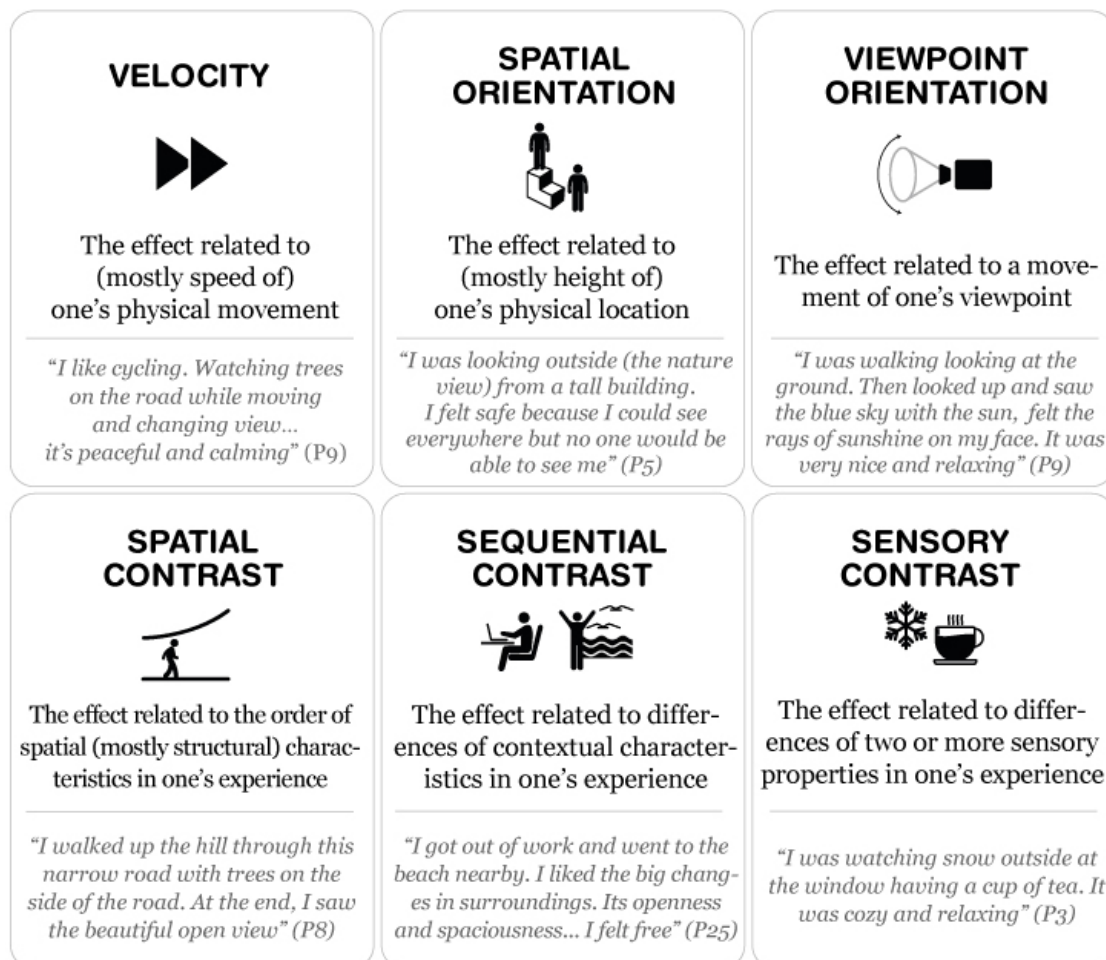 VELOCITY
The effect related to
(mostly speed of)
one's physical movement
“I like cycling. Watching trees
on the road while moving
and changing view...
it's peaceful and calming” (P9)
SPATIAL
ORIENTATION
The effect related to
(mostly height of)
one's physical location
“I was looking outside (the nature
view) from a tall building.
I felt safe because I could see
everywhere but no one would be
able to see me” (P5)
VIEWPOINT
ORIENTATION
The effect related to a move-
ment of one's viewpoint
“I was walking looking at the
ground. Then looked up and saw
the blue sky with the sun, felt the
rays of sunshine on my face. It was
very nice and relaxing” (P9)
SPATIAL
CONTRAST
The effect related to the order of
spatial (mostly structural) charac-
teristics in one's experience
“I walked up the hill through this
narrow road with trees on the
side of the road. At the end, I saw
the beautiful open view” (P8)
SEQUENTIAL
CONTRAST
The effect related to differ-
ences of contextual character-
istics in one's experience
“I got out of work and went to the
beach nearby. I liked the big chang-
es in surroundings. Its openness
and spaciousness... I felt free” (P25)
SENSORY
CONTRAST
The effect related to differ-
ences of two or more sensory
properties in one's experience
“I was watching snow outside at
the window having a cup of tea. It
was cozy and relaxing” (P3)